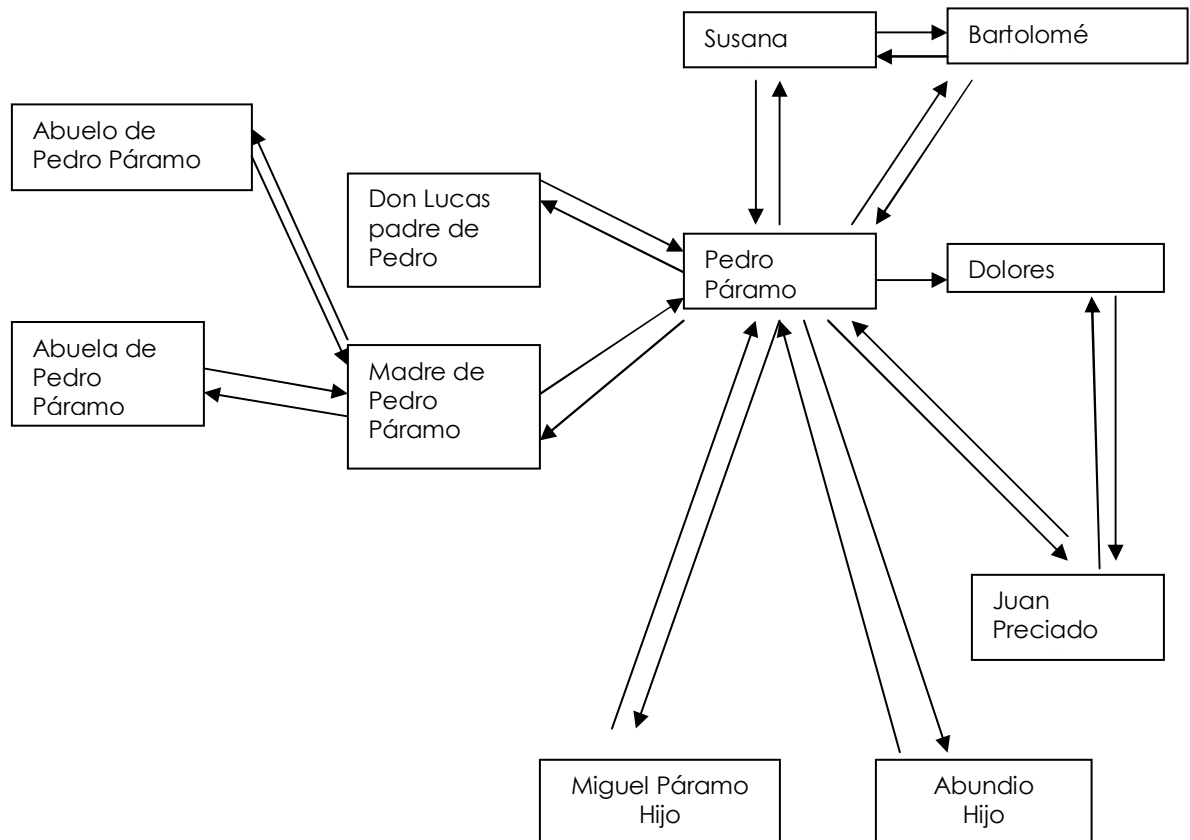 Susana
Bartolomé
Abuelo de
Pedro Páramo
Don Lucas
padre de
Pedro
Pedro
Páramo
Dolores
Abuela de
Pedro
Páramo
Madre de
Pedro
Páramo
Juan
Preciado
Miguel Páramo
Hijo
Abundio
Hijo